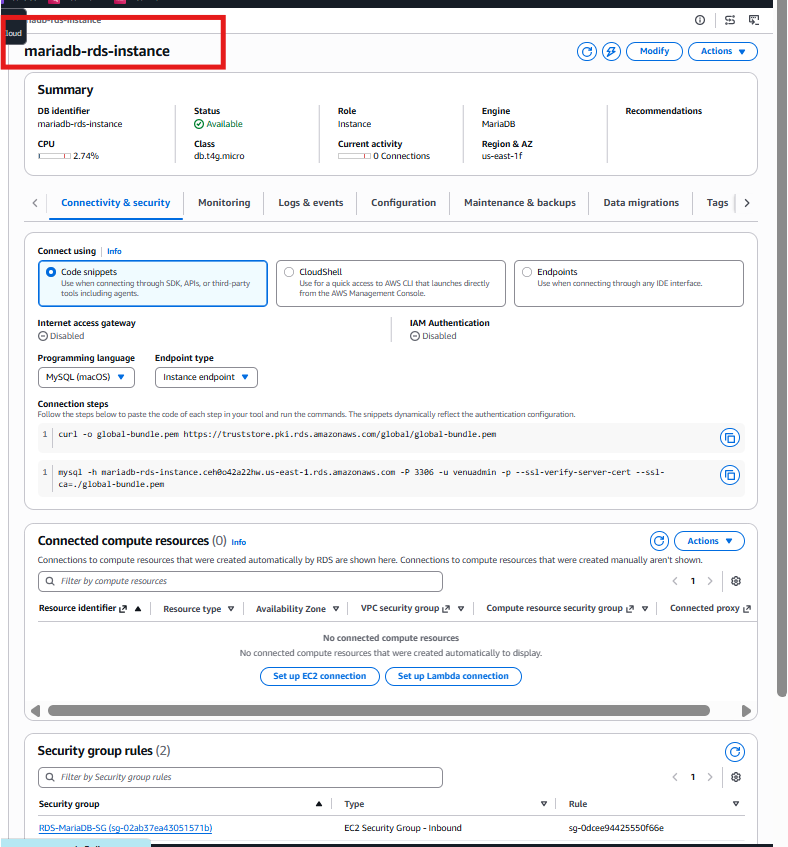 mariadb-rds-instance
loud
mariadb-rds-instance
Modify
Actions
Summary
DB identifier
mariadb-rds-instance
Status
Available
Role
Instance
Engine
MariaDB
Recommendations
CPU
2.74%
Class
db.t4g.micro
Current activity
0 Connections
Region & AZ
us-east-1f
Connectivity & security
Monitoring
Logs & events
Configuration
Maintenance & backups
Data migrations
Tags
Connect using
Info
Code snippets
Use when connecting through SDK, APIs, or third-party
tools including agents.
CloudShell
Use for a quick access to AWS CLI that launches directly
from the AWS Management Console.
Endpoints
Use when connecting through any IDE interface.
Internet access gateway
Disabled
IAM Authentication
Disabled
Programming language
MySQL (macOS)
Endpoint type
Instance endpoint
Connection steps
Follow the steps below to paste the code of each step in your tool and run the commands. The snippets dynamically reflect the authentication configuration.
1 curl -o global-bundle.pem https://truststore.pki.rds.amazonaws.com/global/global-bundle.pem
1 mysql -h mariadb-rds-instance.ceh0o42a22hw.us-east-1.rds.amazonaws.com -P 3306 -u venuadmin -p --ssl-verify-server-cert --ssl-
ca=./global-bundle.pem
Connected compute resources (0) Info
Actions
Connections to compute resources that were created automatically by RDS are shown here. Connections to compute resources that were created manually aren't shown.
Filter by compute resources
1
Resource identifier
Resource type
Availability Zone
VPC security group
Compute resource security group
Connected proxy
No connected compute resources
No connected compute resources that were created automatically to display.
Set up EC2 connection
Set up Lambda connection
Security group rules (2)
Filter by Security group rules
1
Security group
Type
Rule
RDS-MariaDB-SG (sg-02ab37ea43051571b)
EC2 Security Group - Inbound
sg-0dcee94425550f66e